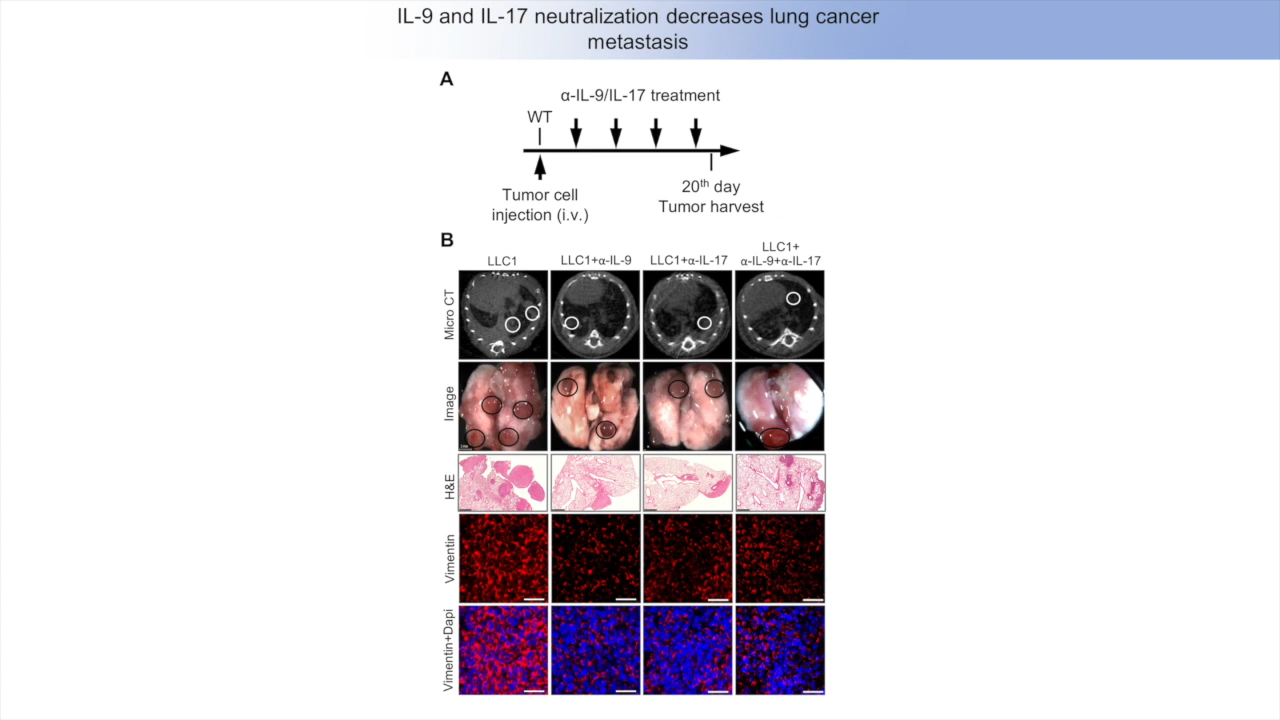 IL-9 and IL-17 neutralization decreases lung cancer
metastasis
A
α-IL-9/IL-17 treatment
WT
Tumor cell
injection (i.v.)
20th day
Tumor harvest
B
LLC1
LLC1+α-IL-9
LLC1+α-IL-17
LLC1+
α-IL-9+α-IL-17
Micro CT
Image
H&E
Vimentin
Vimentin+Dapi